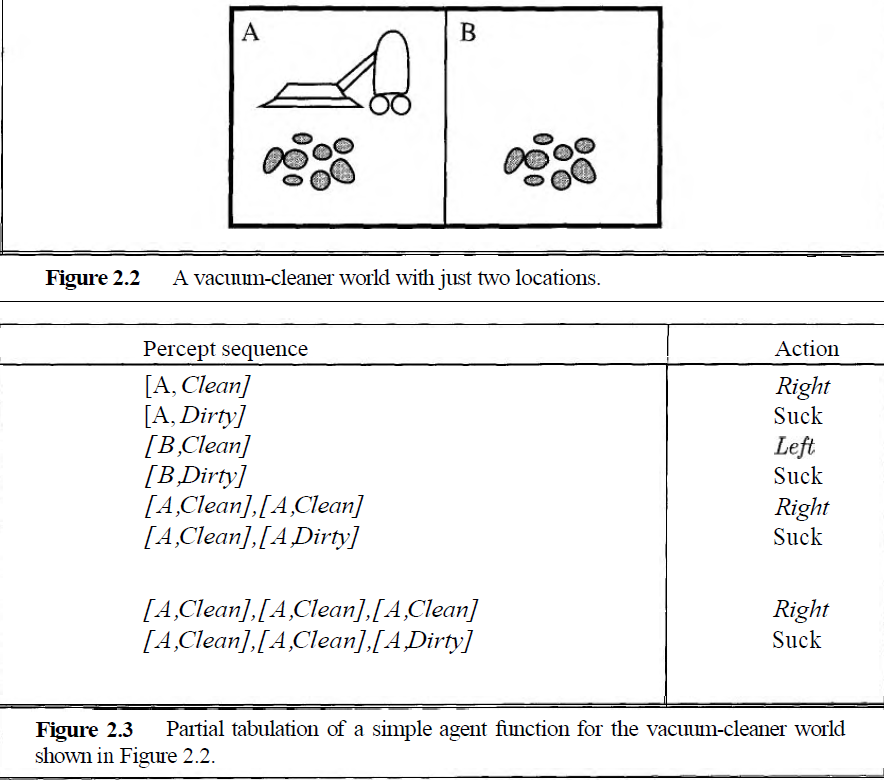 A B
Figure 2.2 A vacuum-cleaner world with just two locations.
Percept sequence Action
[A, Clean] Right
[A, Dirty] Suck
[B,Clean] Left
[B,Dirty] Suck
[A,Clean],[A,Clean] Right
[A,Clean],[A,Dirty] Suck
[A,Clean],[A,Clean],[A,Clean] Right
[A,Clean],[A,Clean],[A,Dirty] Suck
Figure 2.3 Partial tabulation of a simple agent function for the vacuum-cleaner world
shown in Figure 2.2.